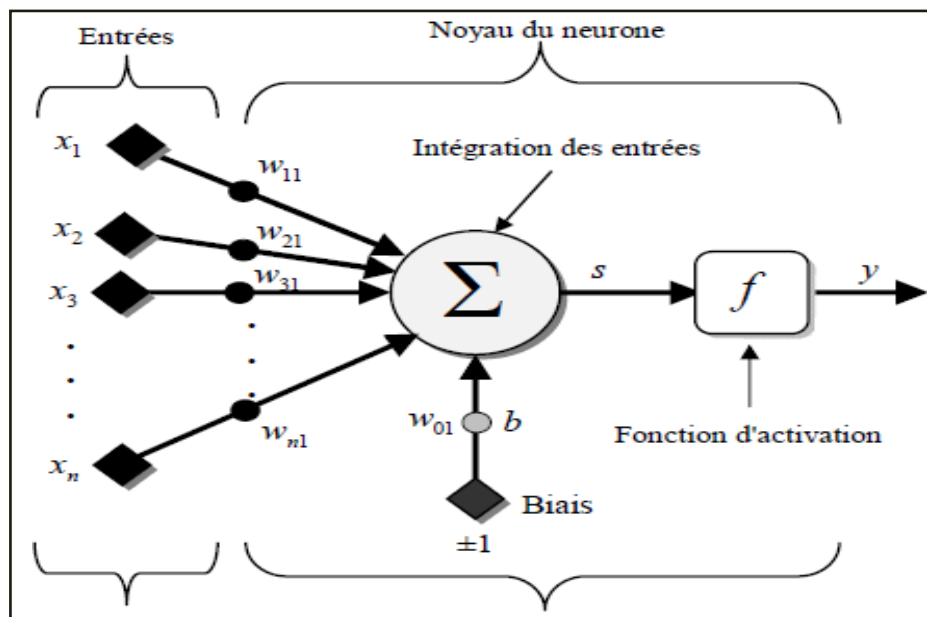 Entrées
Noyau du neurone
Intégration des entrées
x₁
w₁₁
x₂
w₂₁
x₃
w₃₁
Σ
s
f
y
xₙ
wₙ₁
w₀₁
b
Fonction d'activation
Biais
±1